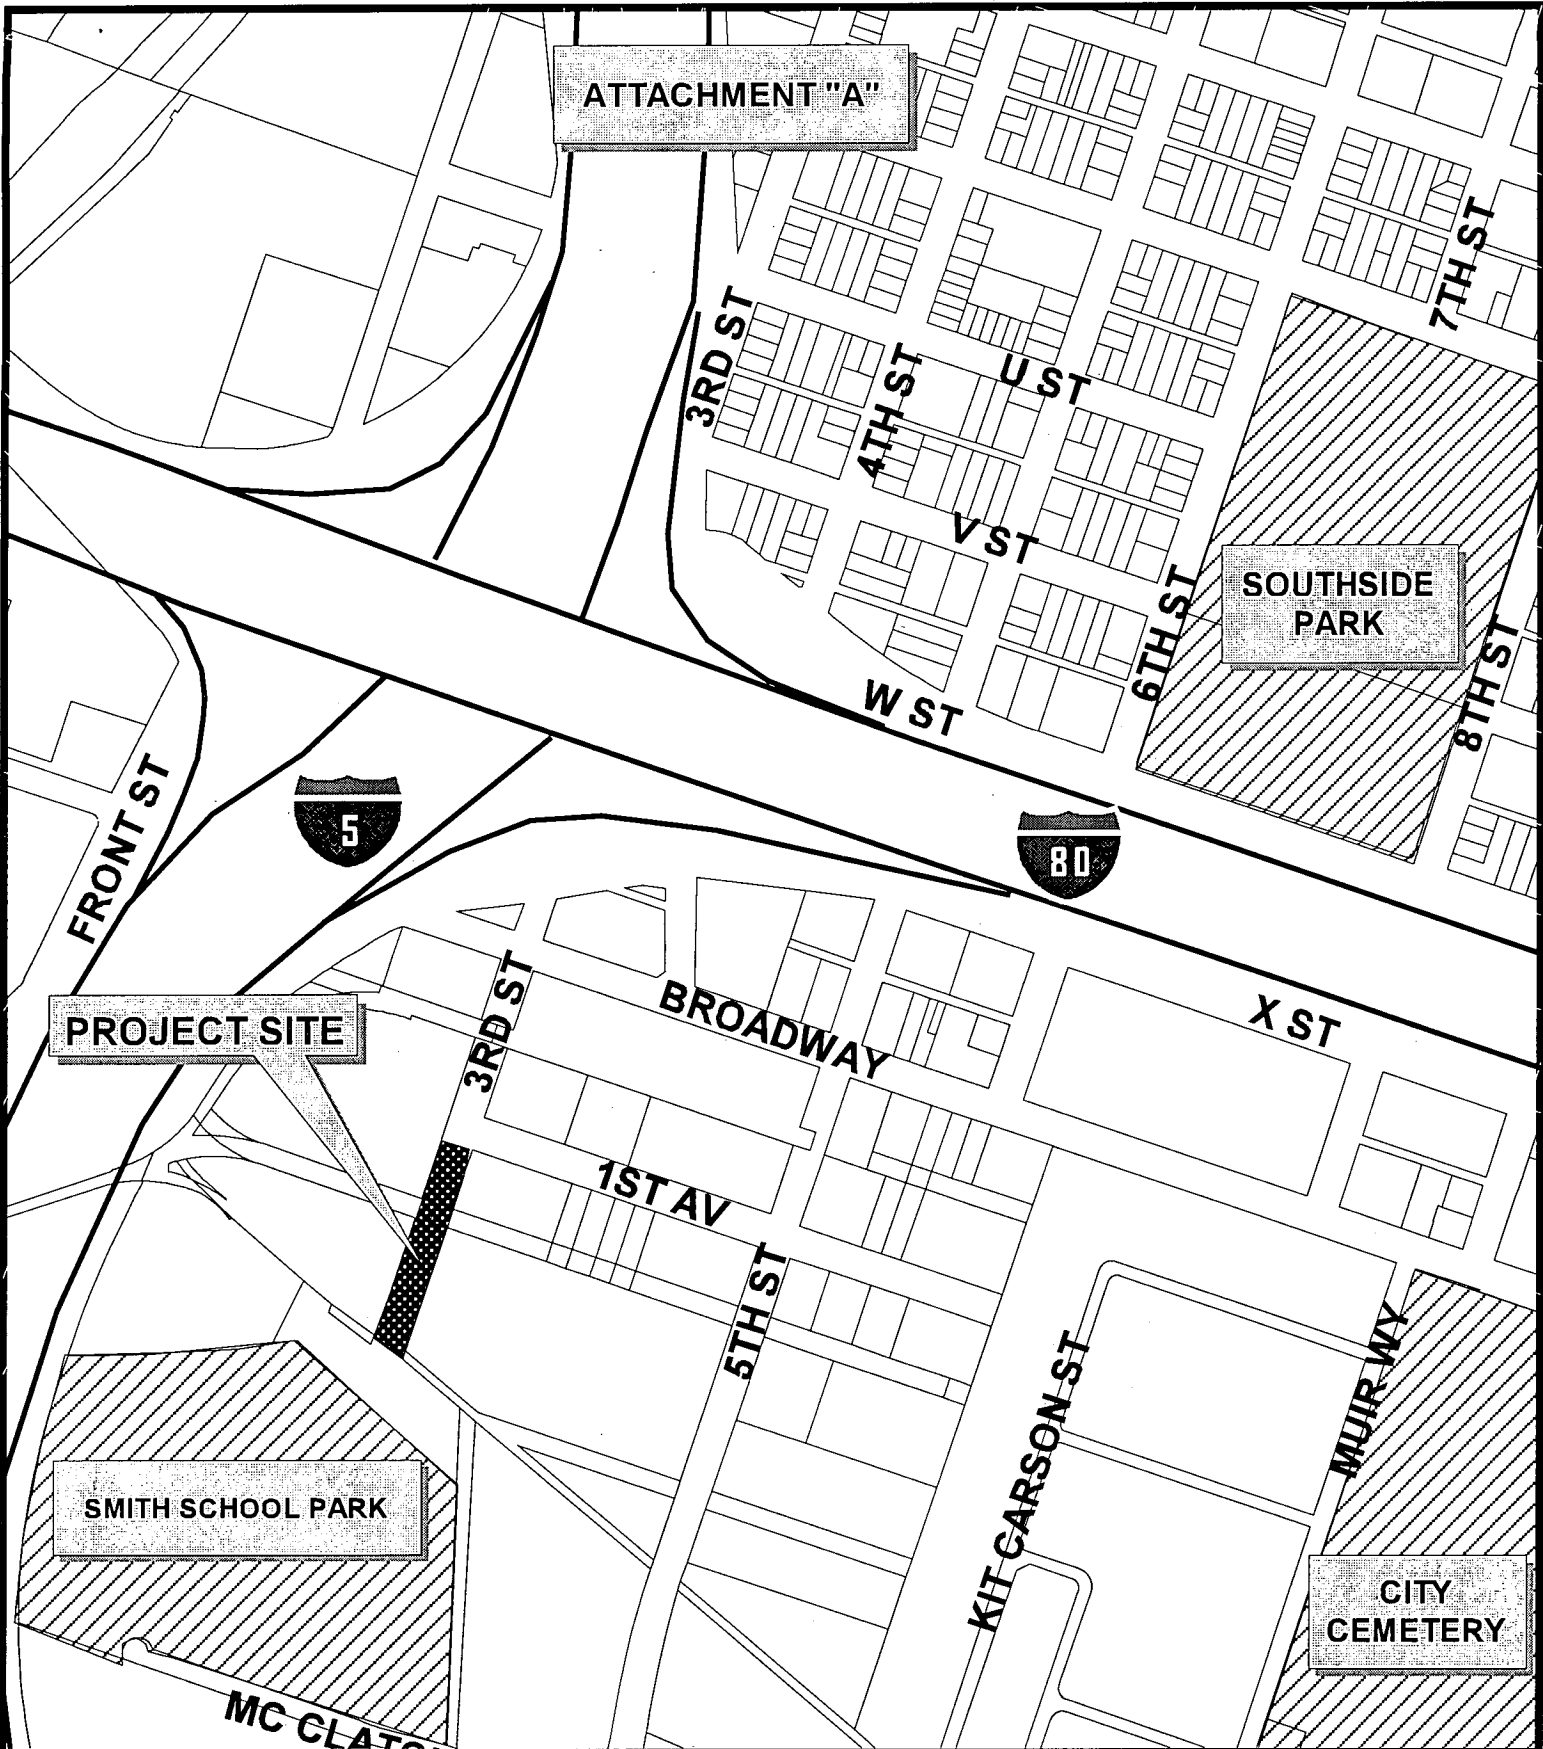 ATTACHMENT "A"
7TH ST
3RD ST
4TH ST
U ST
V ST
SOUTHSIDE
PARK
6TH ST
8TH ST
W ST
FRONT ST
5
80
3RD ST
BROADWAY
X ST
PROJECT SITE
1ST AV
5TH ST
KIT CARSON ST
MUIR WY
SMITH SCHOOL PARK
CITY
CEMETERY
MC CLATC